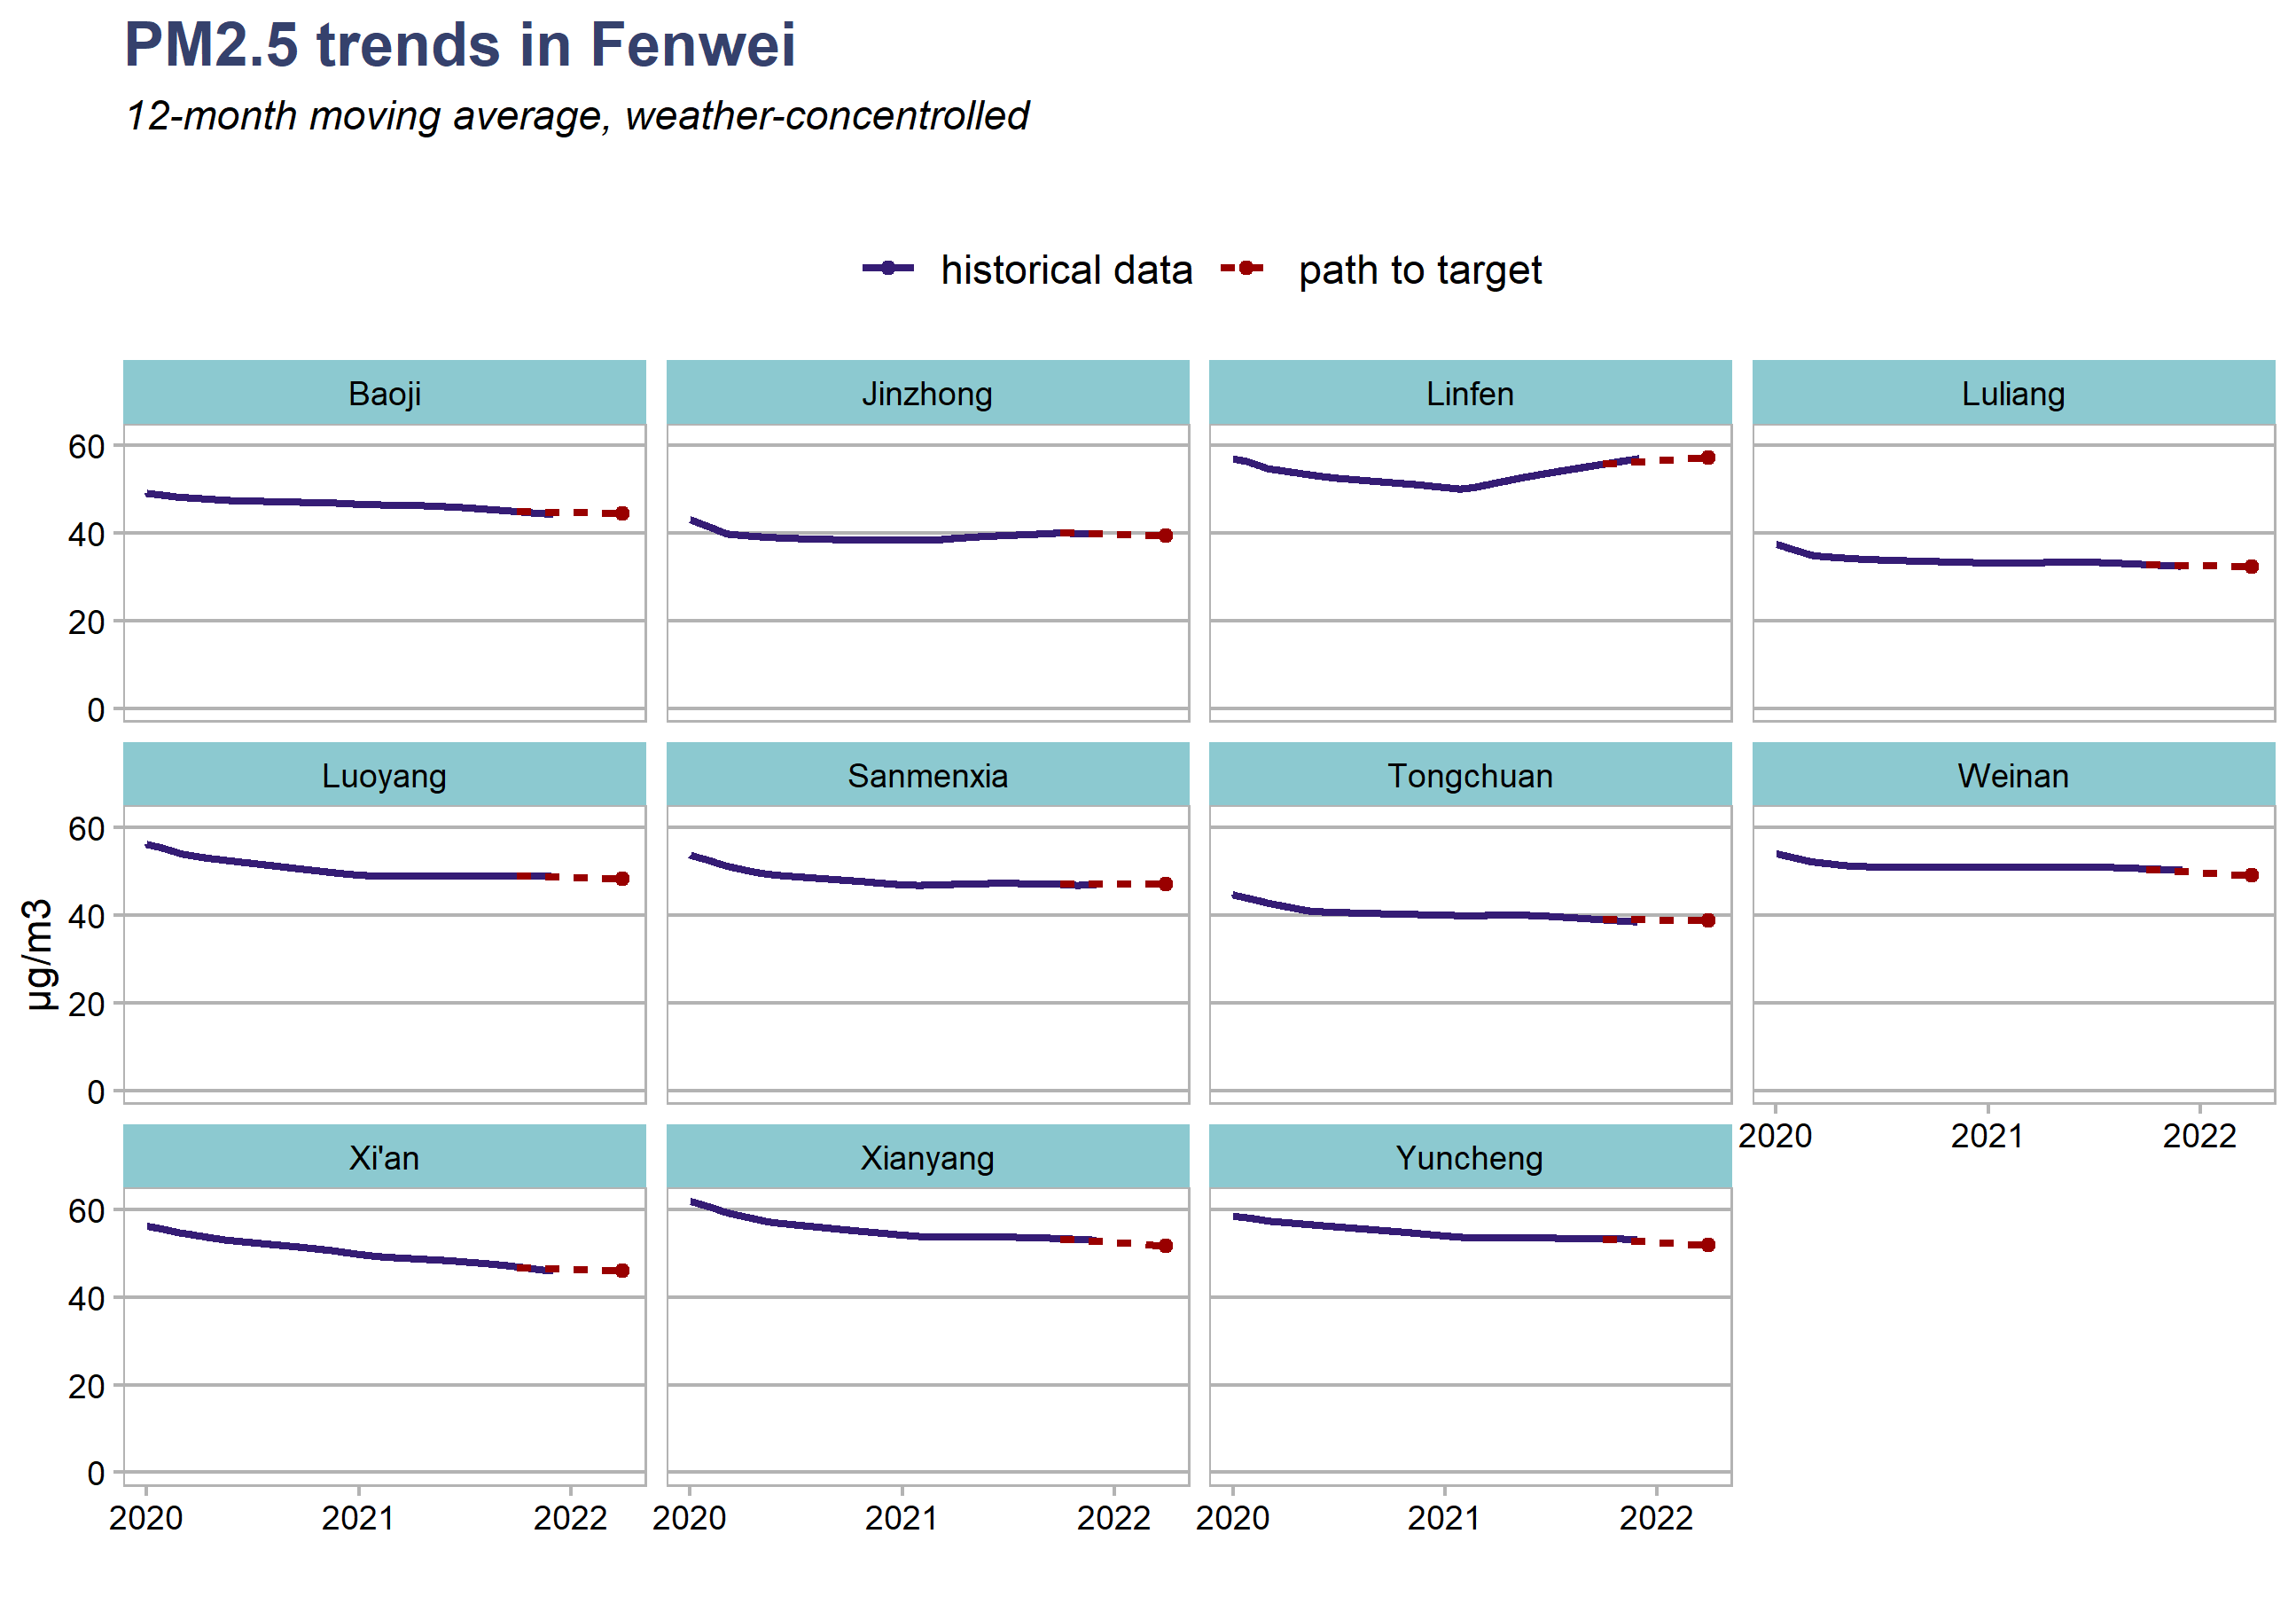 PM2.5 trends in Fenwei
12-month moving average, weather-concentrolled
historical data path to target
Baoji Jinzhong Linfen Luliang
60
40
20
0
Luoyang Sanmenxia Tongchuan Weinan
60
40
20
0
µg/m3
2020 2021 2022
Xi'an Xianyang Yuncheng
60
40
20
0
2020 2021 2022 2020 2021 2022 2020 2021 2022